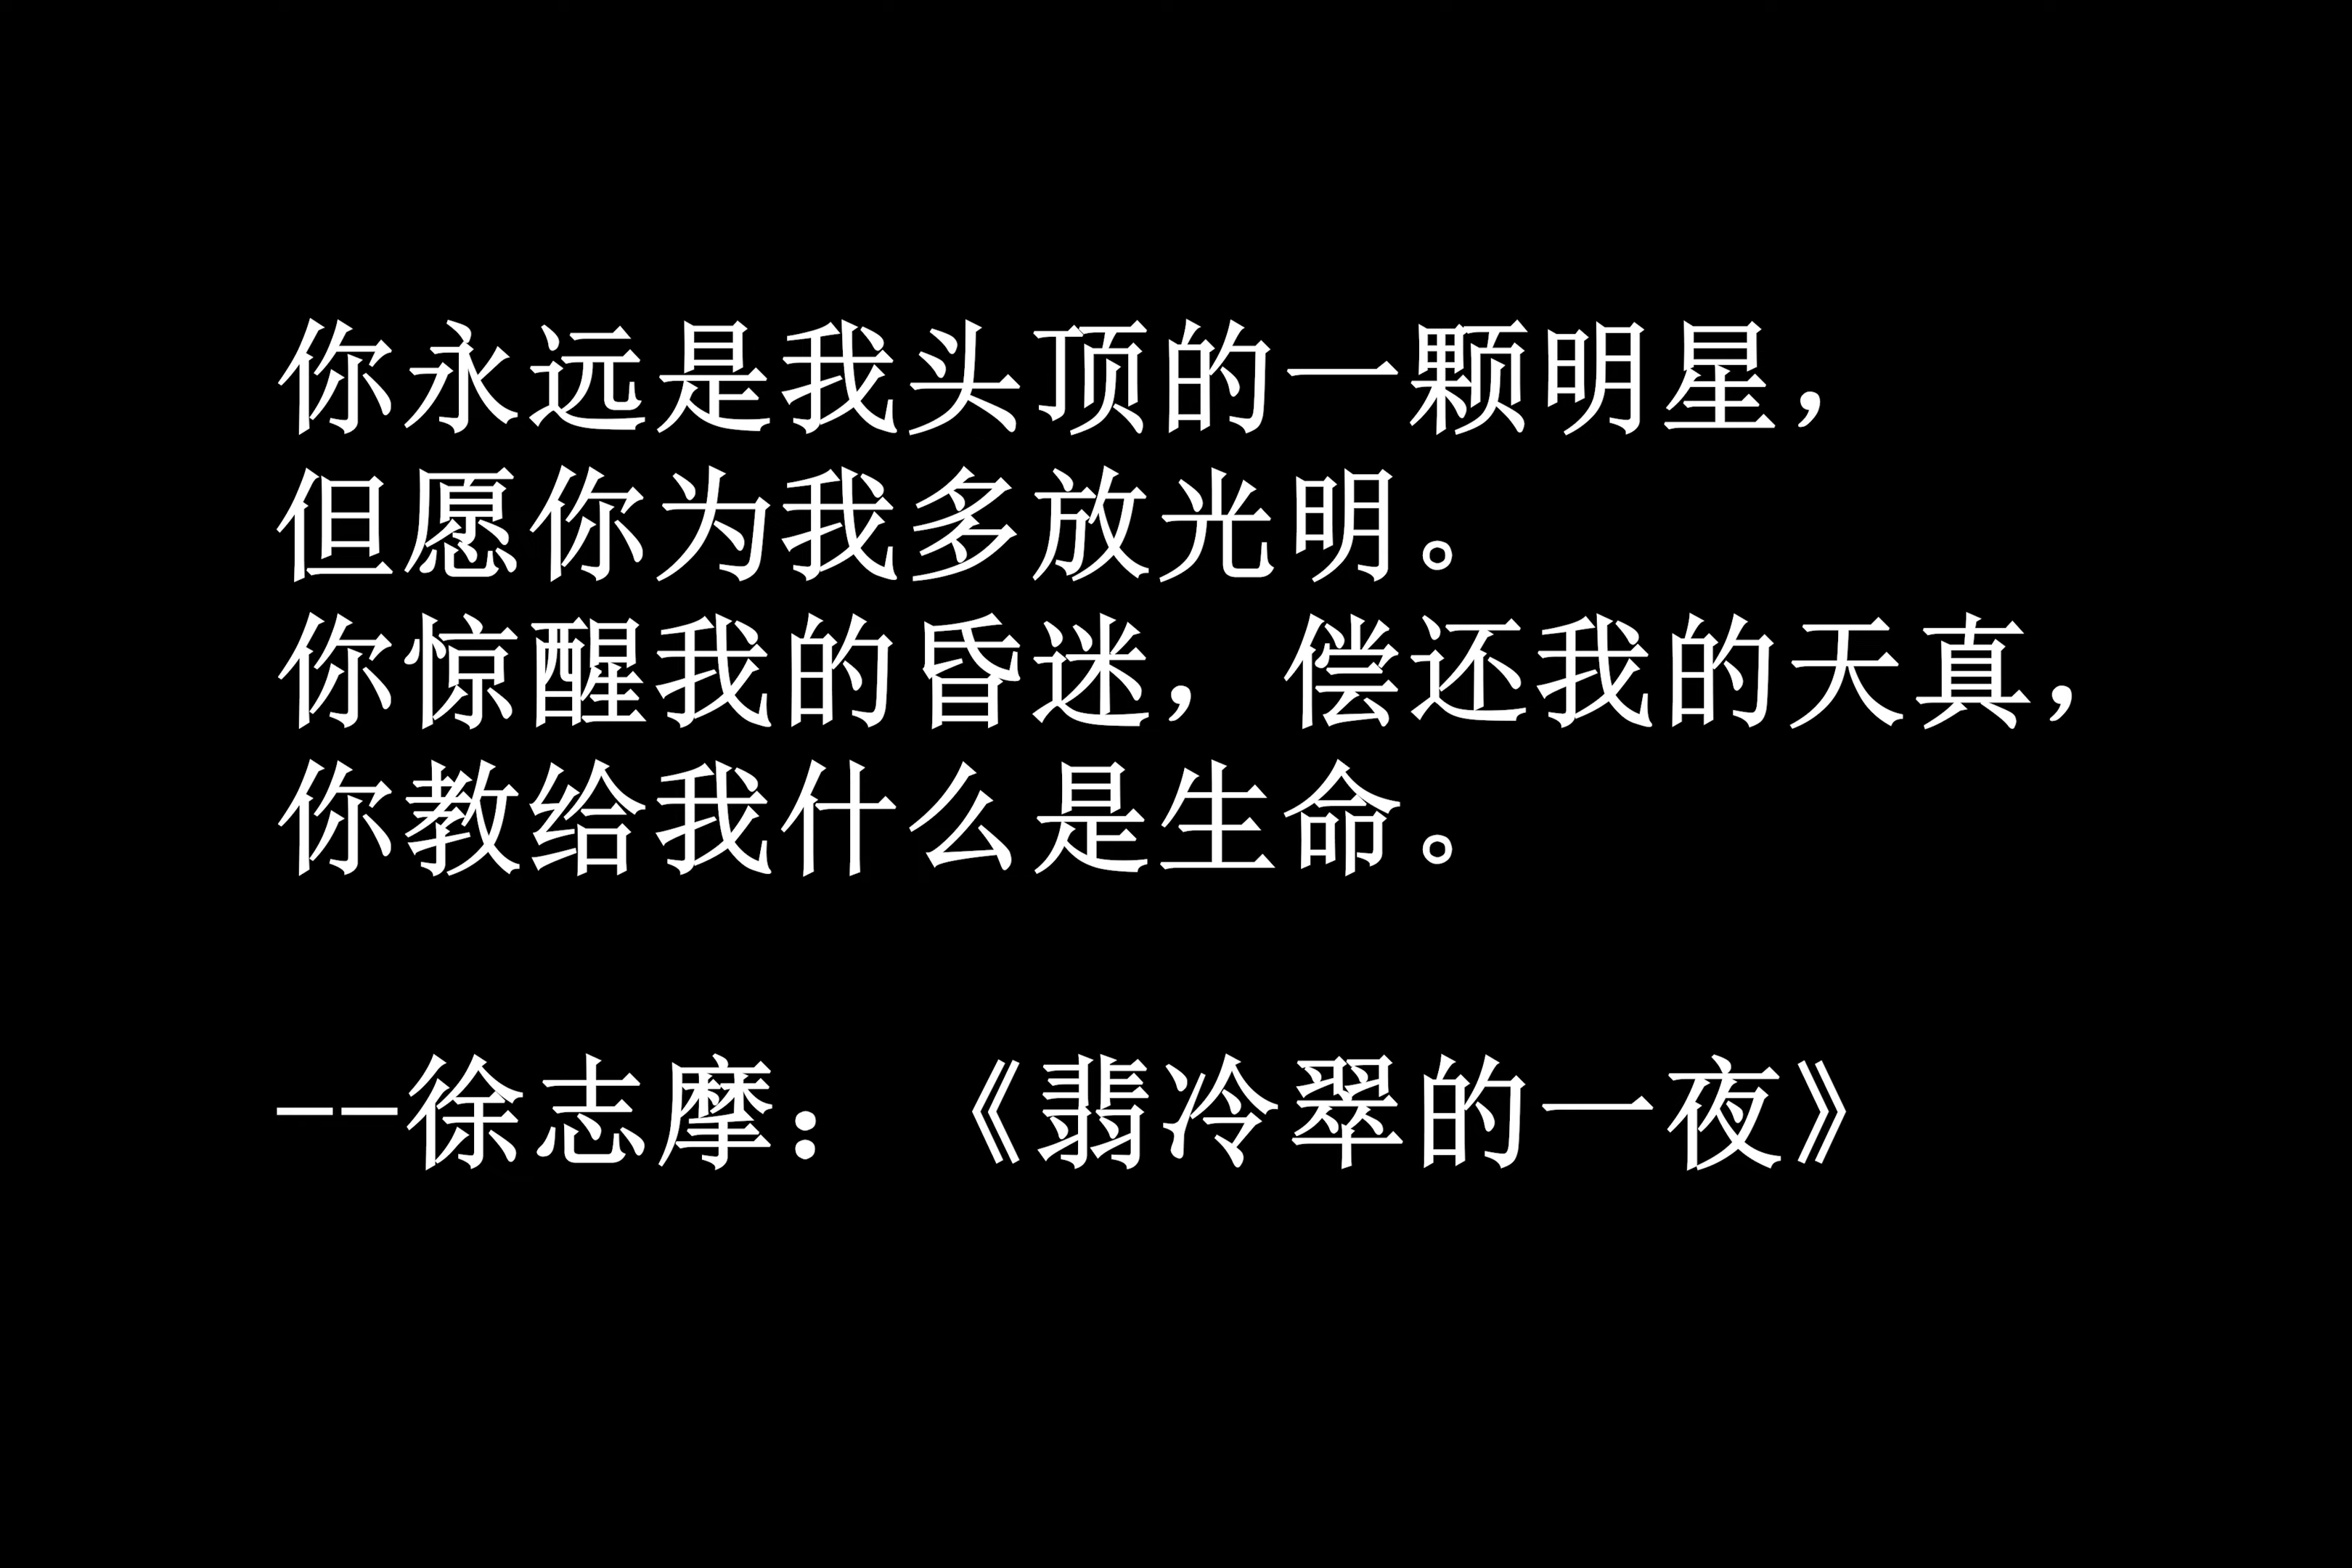 你永远是我头顶的一颗明星，
但愿你为我多放光明。
你惊醒我的昏迷，偿还我的天真，
你教给我什么是生命。
--徐志摩：《翡冷翠的一夜》